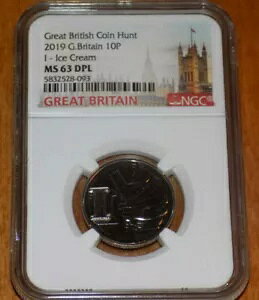 Great British Coin Hunt
2019 G.Britain 10P
I - Ice Cream
MS 63 DPL
5832528-093
GREAT BRITAIN
NGC
I